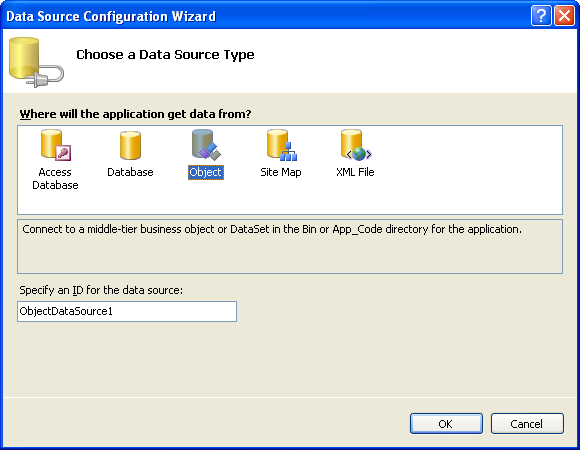 Data Source Configuration Wizard
Choose a Data Source Type
Where will the application get data from?
Access Database
Database
Object
Site Map
XML File
Connect to a middle-tier business object or DataSet in the Bin or App_Code directory for the application.
Specify an ID for the data source:
ObjectDataSource1
OK
Cancel